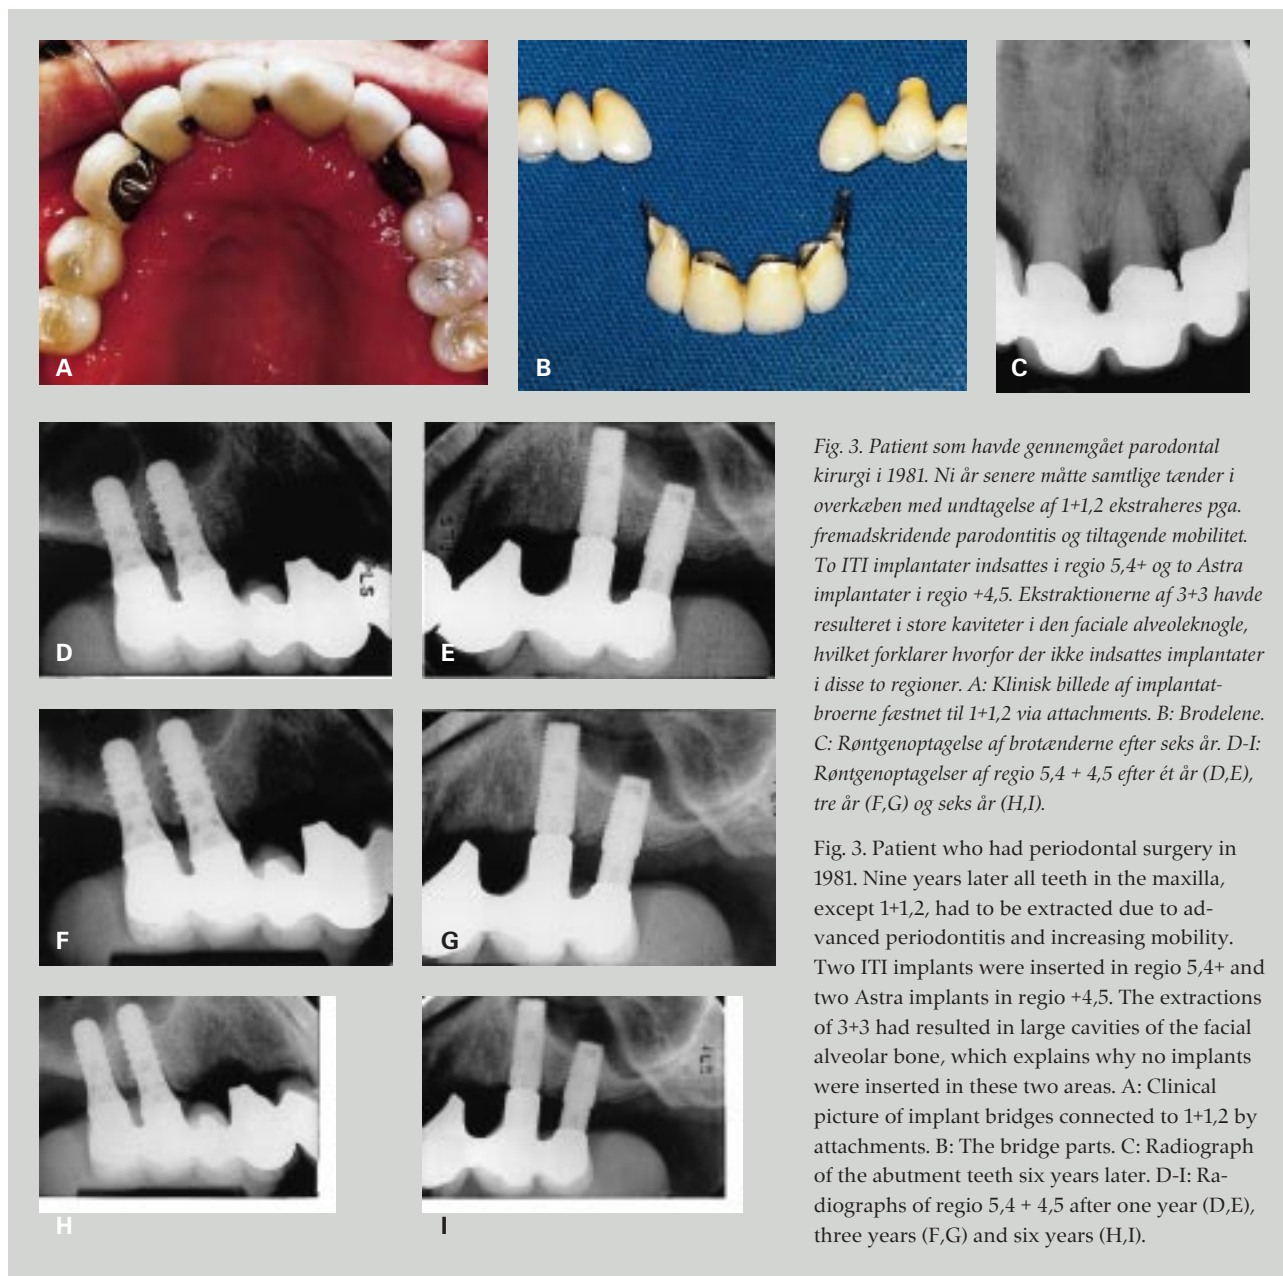 A
B
C
D
E
F
G
H
I
Fig. 3. Patient som havde gennemgået parodontal
kirurgi i 1981. Ni år senere måtte samtlige tænder i
overkæben med undtagelse af 1+1,2 ekstraheres pga.
fremadskridende parodontitis og tiltagende mobilitet.
To ITI implantater indsattes i regio 5,4+ og to Astra
implantater i regio +4,5. Ekstraktionerne af 3+3 havde
resulteret i store kaviteter i den faciale alveoleknogle,
hvilket forklarer hvorfor der ikke indsattes implantater
i disse to regioner. A: Klinisk billede af implantat-
broerne fæstnet til 1+1,2 via attachments. B: Brodelene.
C: Røntgenoptagelse af brotænderne efter seks år. D-I:
Røntgenoptagelser af regio 5,4 + 4,5 efter ét år (D,E),
tre år (F,G) og seks år (H,I).
Fig. 3. Patient who had periodontal surgery in
1981. Nine years later all teeth in the maxilla,
except 1+1,2, had to be extracted due to ad-
vanced periodontitis and increasing mobility.
Two ITI implants were inserted in regio 5,4+ and
two Astra implants in regio +4,5. The extractions
of 3+3 had resulted in large cavities of the facial
alveolar bone, which explains why no implants
were inserted in these two areas. A: Clinical
picture of implant bridges connected to 1+1,2 by
attachments. B: The bridge parts. C: Radiograph
of the abutment teeth six years later. D-I: Ra-
diographs of regio 5,4 + 4,5 after one year (D,E),
three years (F,G) and six years (H,I).